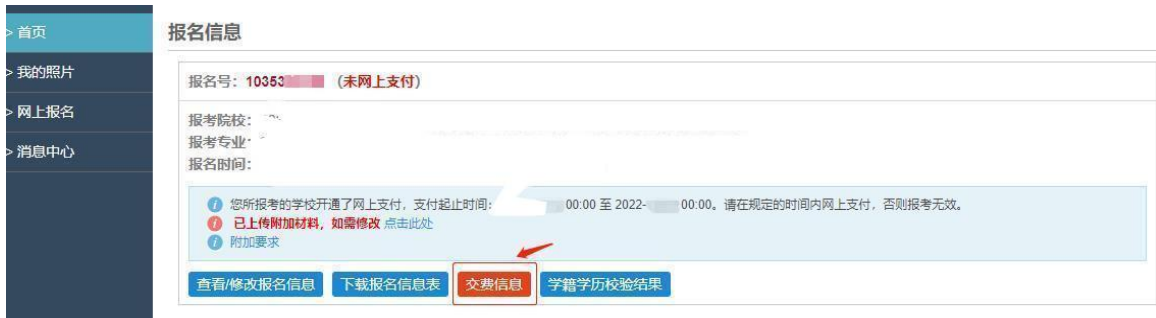 > 首页
> 我的照片
> 网上报名
> 消息中心
报名信息
报名号：10353 （未网上支付）
报考院校：
报考专业：
报名时间：
您所报考的学校开通了网上支付，支付起止时间： 00:00 至 2022- 00:00。请在规定的时间内网上支付，否则报考无效。
已上传附加材料，如需修改 点击此处
附加要求
查看/修改报名信息 下载报名信息表 交费信息 学籍学历校验结果